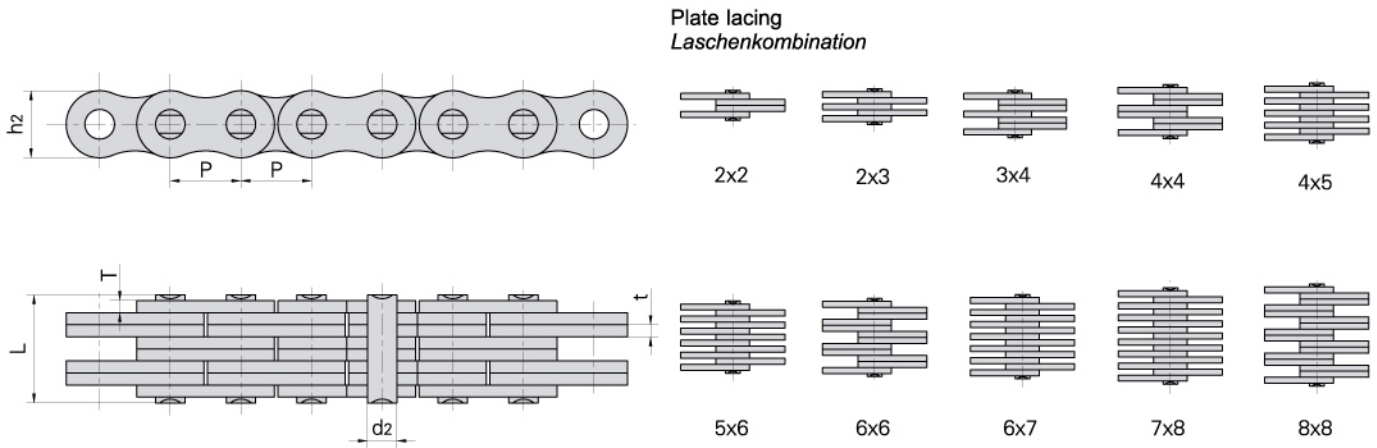 Plate lacing
Laschenkombination
h2
P P
2x2 2x3 3x4 4x4 4x5
T
t
L
d2
5x6 6x6 6x7 7x8 8x8